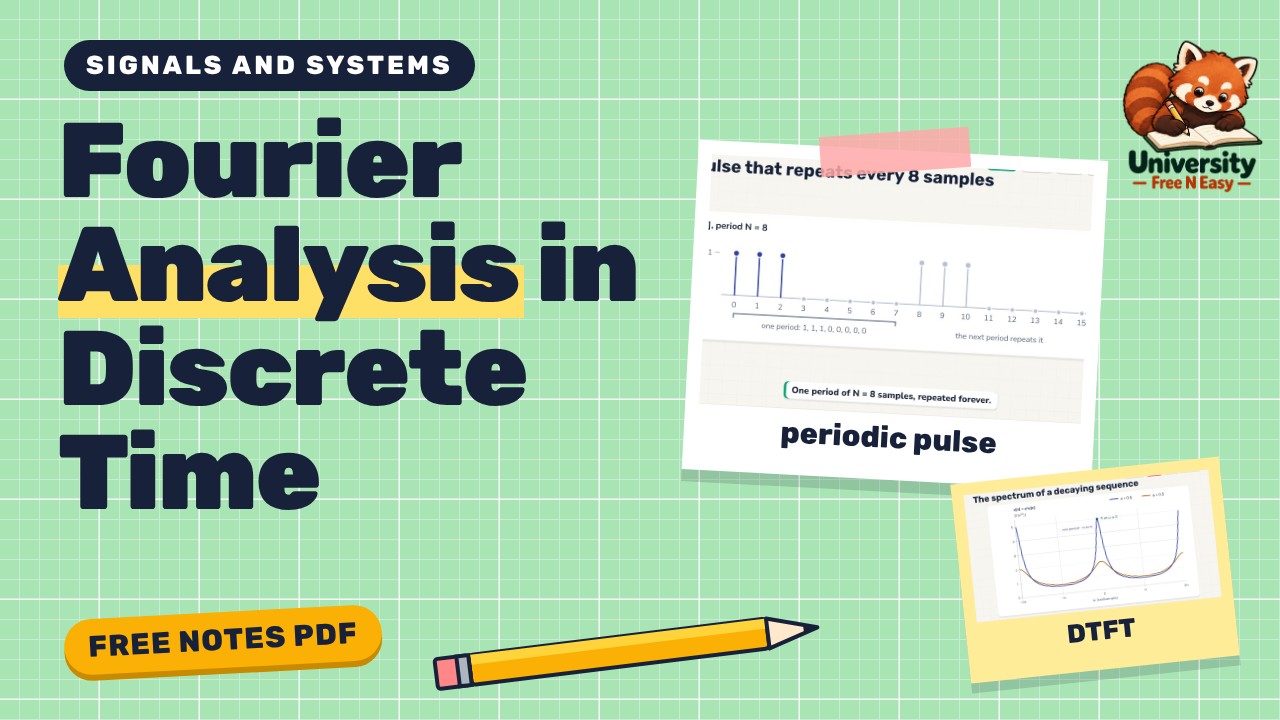 SIGNALS AND SYSTEMS
Fourier
Analysis in
Discrete
Time
FREE NOTES PDF
University
Free N Easy
ulse that repeats every 8 samples
], period N = 8
1
0 1 2 3 4 5 6 7 8 9 10 11 12 13 14 15
one period: 1, 1, 1, 0, 0, 0, 0, 0
the next period repeats it
One period of N = 8 samples, repeated forever.
periodic pulse
The spectrum of a decaying sequence
DTFT